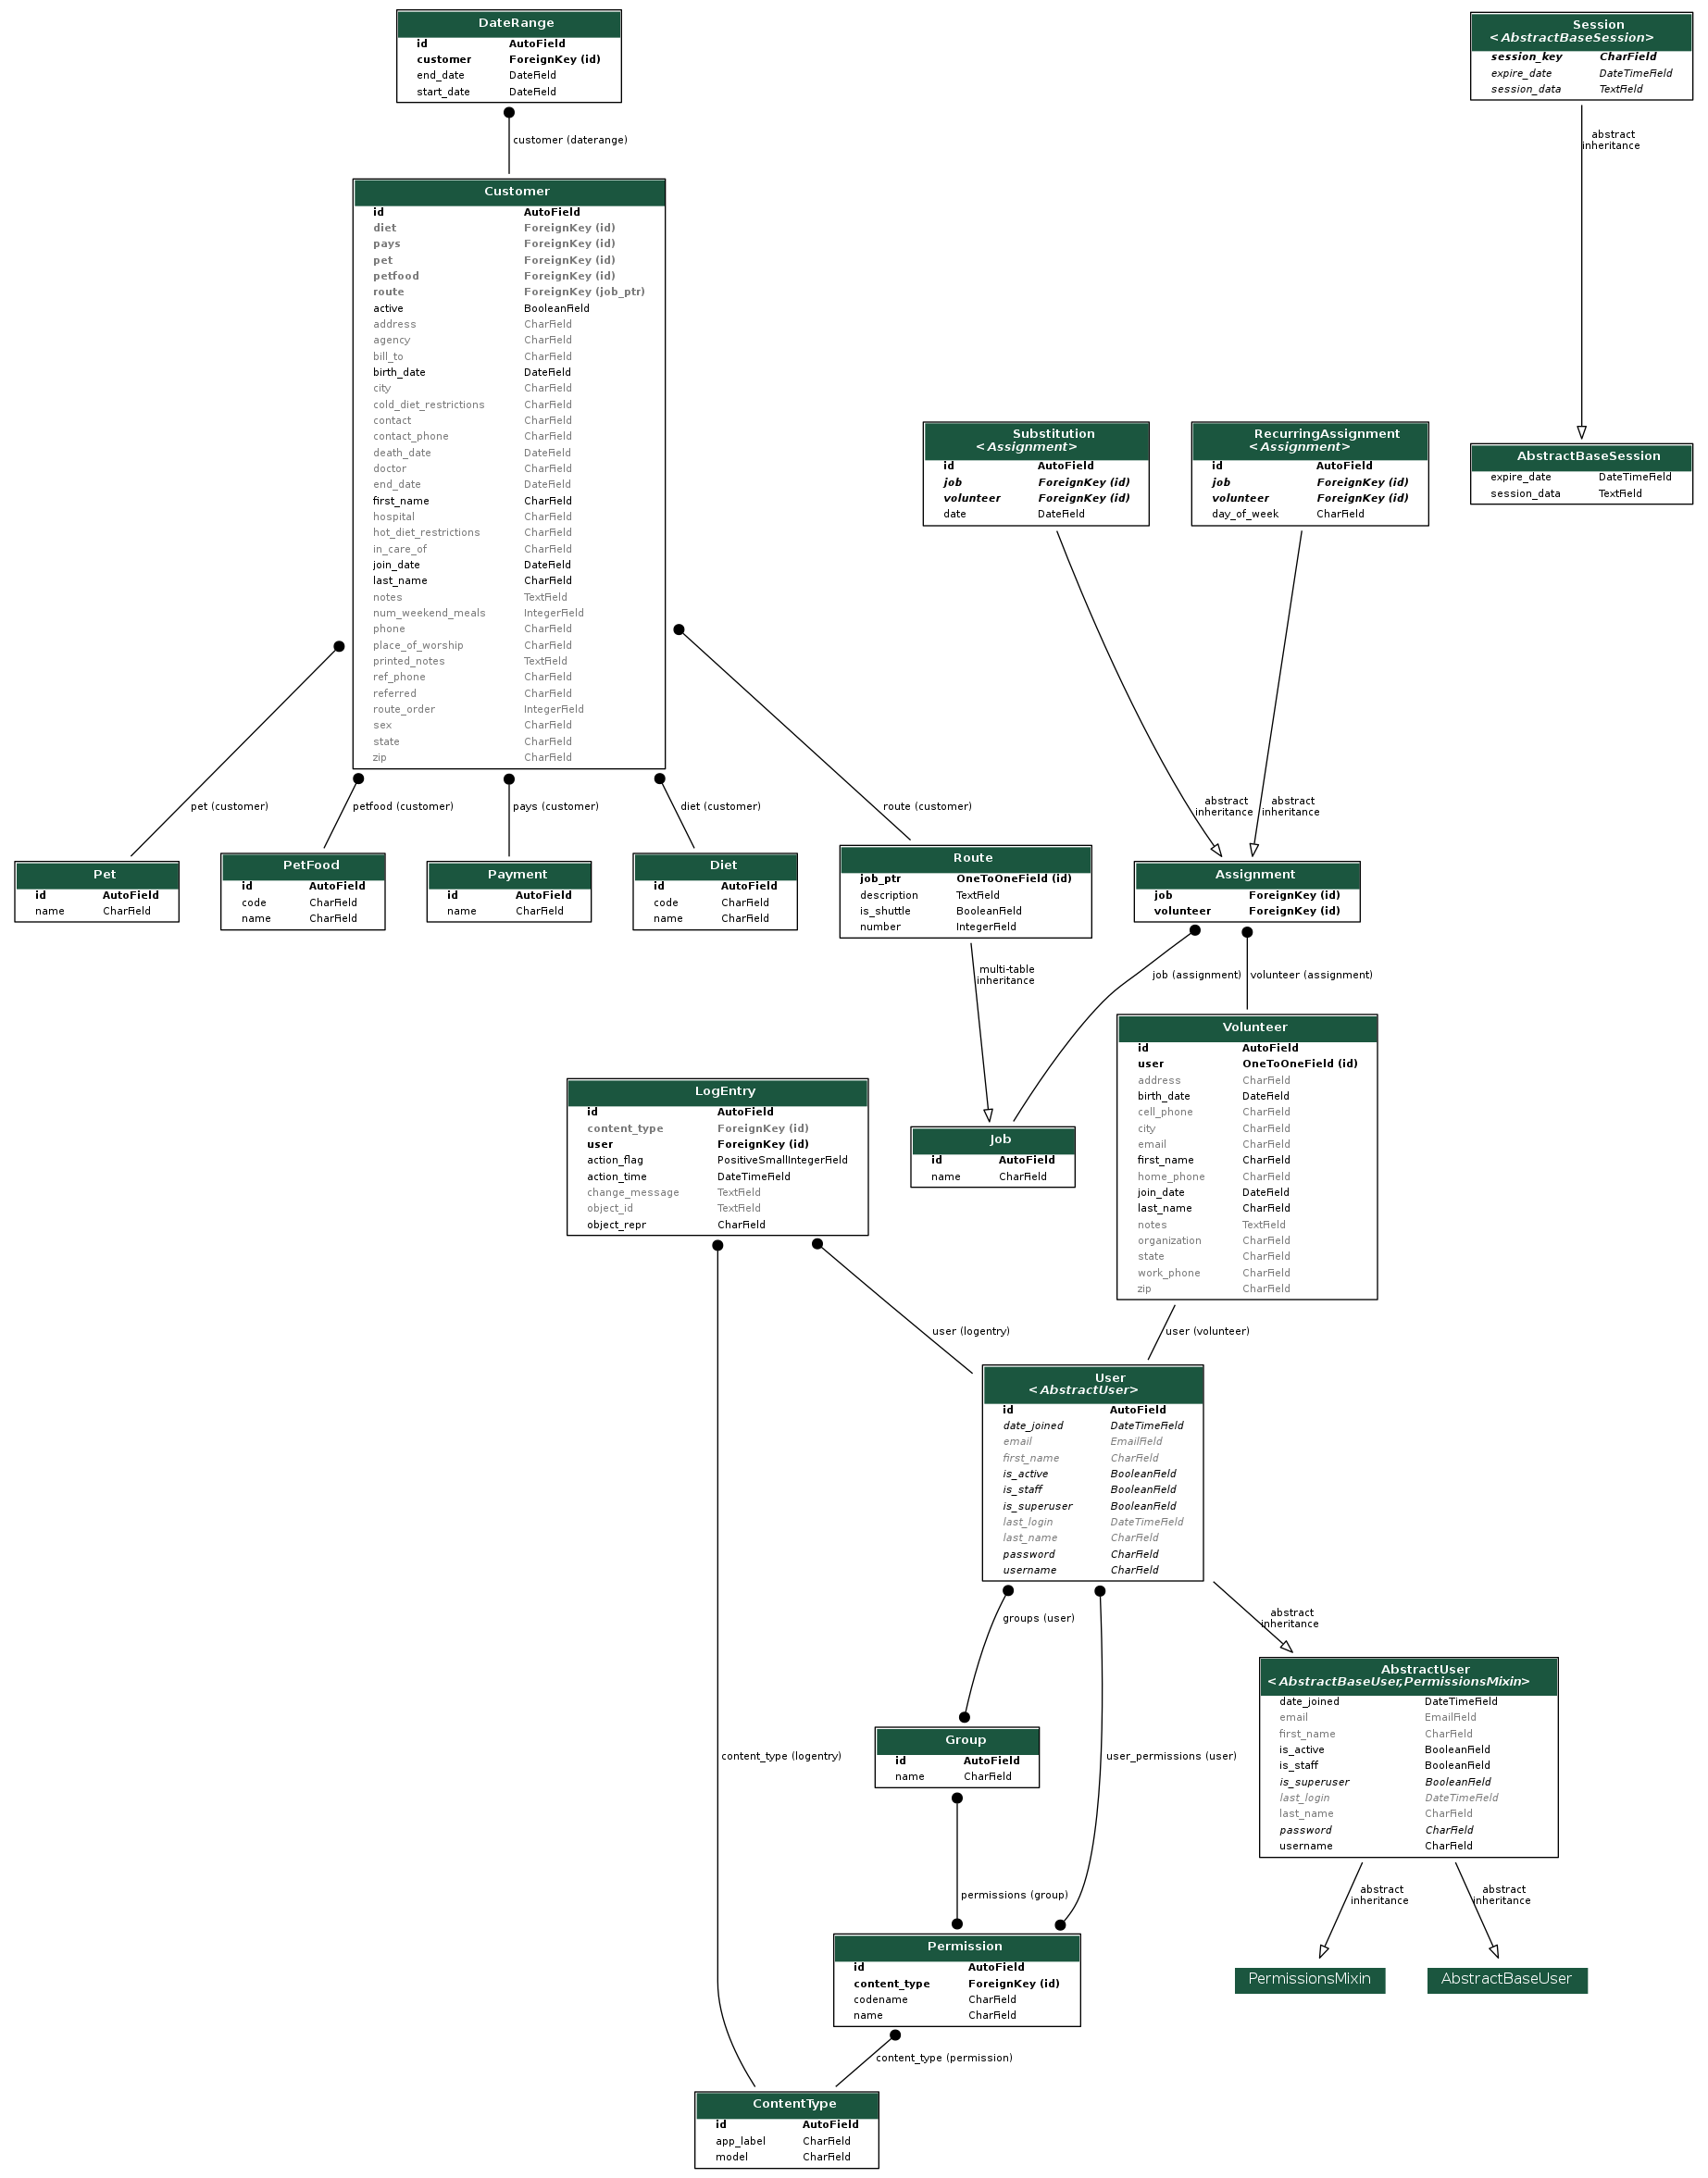 DateRange
id AutoField
customer ForeignKey (id)
end_date DateField
start_date DateField
customer (daterange)
Session
<AbstractBaseSession>
session_key CharField
expire_date DateTimeField
session_data TextField
abstract
inheritance
Customer
id AutoField
diet ForeignKey (id)
pays ForeignKey (id)
pet ForeignKey (id)
petfood ForeignKey (id)
route ForeignKey (job_ptr)
active BooleanField
address CharField
agency CharField
bill_to CharField
birth_date DateField
city CharField
cold_diet_restrictions CharField
contact CharField
contact_phone CharField
death_date DateField
doctor CharField
end_date DateField
first_name CharField
hospital CharField
hot_diet_restrictions CharField
in_care_of CharField
join_date DateField
last_name CharField
notes TextField
num_weekend_meals IntegerField
phone CharField
place_of_worship CharField
printed_notes TextField
ref_phone CharField
referred CharField
route_order IntegerField
sex CharField
state CharField
zip CharField
Substitution
<Assignment>
id AutoField
job ForeignKey (id)
volunteer ForeignKey (id)
date DateField
RecurringAssignment
<Assignment>
id AutoField
job ForeignKey (id)
volunteer ForeignKey (id)
day_of_week CharField
AbstractBaseSession
expire_date DateTimeField
session_data TextField
pet (customer)
petfood (customer)
pays (customer)
diet (customer)
route (customer)
abstract
inheritance
abstract
inheritance
Pet
id AutoField
name CharField
PetFood
id AutoField
code CharField
name CharField
Payment
id AutoField
name CharField
Diet
id AutoField
code CharField
name CharField
Route
job_ptr OneToOneField (id)
description TextField
is_shuttle BooleanField
number IntegerField
Assignment
job ForeignKey (id)
volunteer ForeignKey (id)
multi-table
inheritance
job (assignment)
volunteer (assignment)
LogEntry
id AutoField
content_type ForeignKey (id)
user ForeignKey (id)
action_flag PositiveSmallIntegerField
action_time DateTimeField
change_message TextField
object_id TextField
object_repr CharField
Job
id AutoField
name CharField
Volunteer
id AutoField
user OneToOneField (id)
address CharField
birth_date DateField
cell_phone CharField
city CharField
email CharField
first_name CharField
home_phone CharField
join_date DateField
last_name CharField
notes TextField
organization CharField
state CharField
work_phone CharField
zip CharField
user (logentry)
user (volunteer)
User
<AbstractUser>
id AutoField
date_joined DateTimeField
email EmailField
first_name CharField
is_active BooleanField
is_staff BooleanField
is_superuser BooleanField
last_login DateTimeField
last_name CharField
password CharField
username CharField
groups (user)
abstract
inheritance
AbstractUser
<AbstractBaseUser,PermissionsMixin>
date_joined DateTimeField
email EmailField
first_name CharField
is_active BooleanField
is_staff BooleanField
is_superuser BooleanField
last_login DateTimeField
last_name CharField
password CharField
username CharField
Group
id AutoField
name CharField
content_type (logentry)
user_permissions (user)
permissions (group)
abstract
inheritance
abstract
inheritance
Permission
id AutoField
content_type ForeignKey (id)
codename CharField
name CharField
PermissionsMixin
AbstractBaseUser
content_type (permission)
ContentType
id AutoField
app_label CharField
model CharField